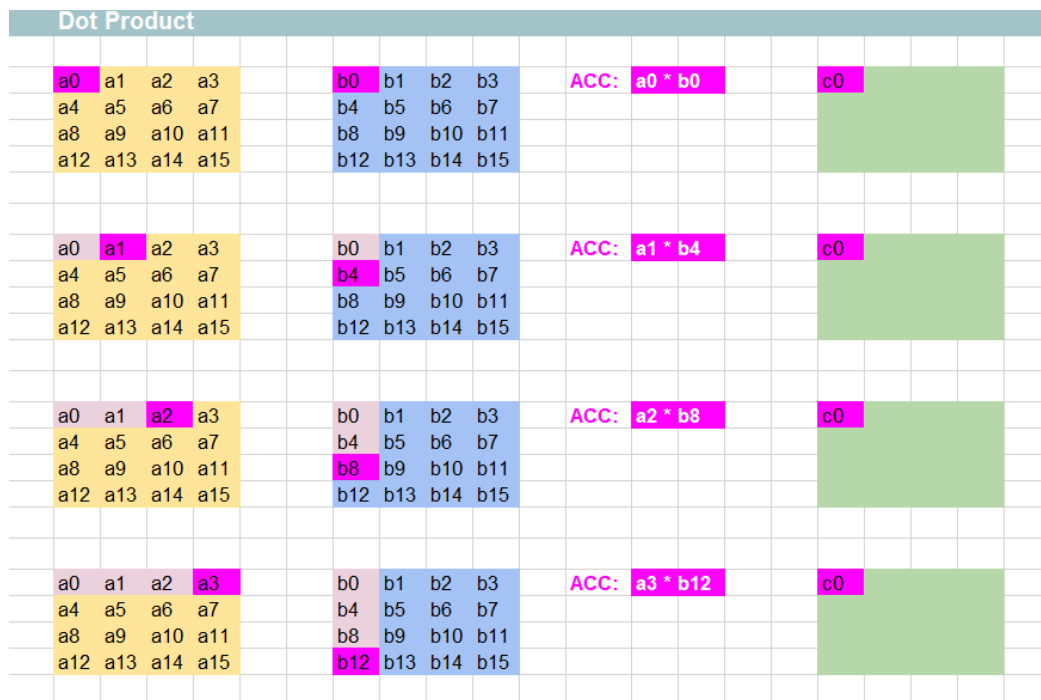 Dot Product
a0 a1 a2 a3 b0 b1 b2 b3 ACC: a0 * b0 c0
a4 a5 a6 a7 b4 b5 b6 b7
a8 a9 a10 a11 b8 b9 b10 b11
a12 a13 a14 a15 b12 b13 b14 b15
a0 a1 a2 a3 b0 b1 b2 b3 ACC: a1 * b4 c0
a4 a5 a6 a7 b4 b5 b6 b7
a8 a9 a10 a11 b8 b9 b10 b11
a12 a13 a14 a15 b12 b13 b14 b15
a0 a1 a2 a3 b0 b1 b2 b3 ACC: a2 * b8 c0
a4 a5 a6 a7 b4 b5 b6 b7
a8 a9 a10 a11 b8 b9 b10 b11
a12 a13 a14 a15 b12 b13 b14 b15
a0 a1 a2 a3 b0 b1 b2 b3 ACC: a3 * b12 c0
a4 a5 a6 a7 b4 b5 b6 b7
a8 a9 a10 a11 b8 b9 b10 b11
a12 a13 a14 a15 b12 b13 b14 b15